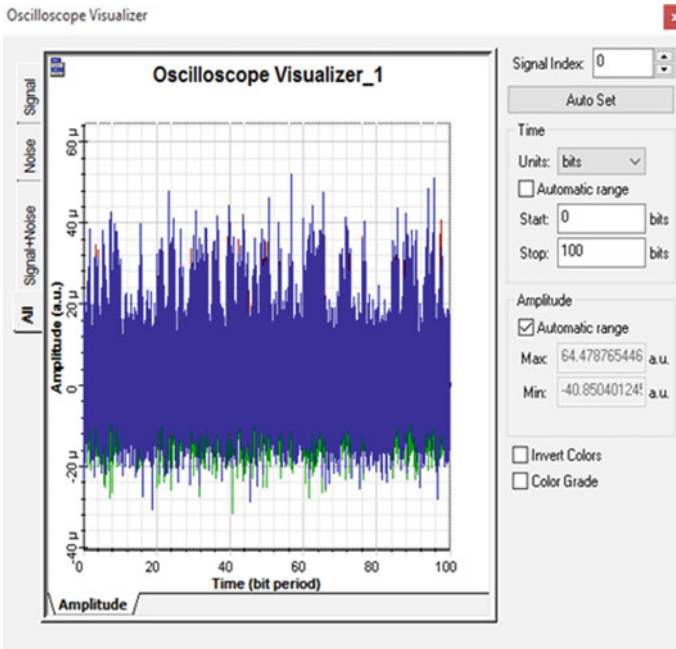 Oscilloscope Visualizer
x
Signal
Noise
Signal+Noise
All
Oscilloscope Visualizer_1
Amplitude (a.u.)
60 µ
40 µ
20 µ
0
-20 µ
-40 µ
0 20 40 60 80 100
Time (bit period)
Amplitude
Signal Index: 0
Auto Set
Time
Units: bits
Automatic range
Start: 0 bits
Stop: 100 bits
Amplitude
Automatic range
Max: 64.478765446 a.u.
Min: -40.85040124 a.u.
Invert Colors
Color Grade